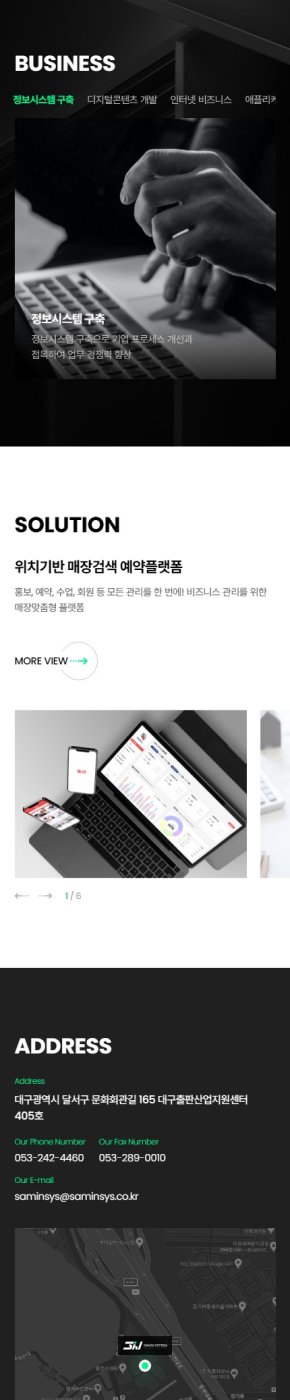 BUSINESS
정보시스템 구축 디지털콘텐츠 개발 인터넷 비즈니스
정보시스템 구축
정보시스템 구축으로 기업 프로세스 개선과
접목하여 업무 경쟁력 향상
SOLUTION
위치기반 매장검색 예약플랫폼
홍보, 예약, 수업, 회원 등 모든 관리를 한 번에! 비즈니스 관리를 위한
매장맞춤형 플랫폼
MORE VIEW
1 / 6
ADDRESS
Address
대구광역시 달서구 문화회관길 165 대구출판산업지원센터
405호
Our Phone Number Our Fax Number
053-242-4460 053-289-0010
Our E-mail
saminsys@saminsys.co.kr